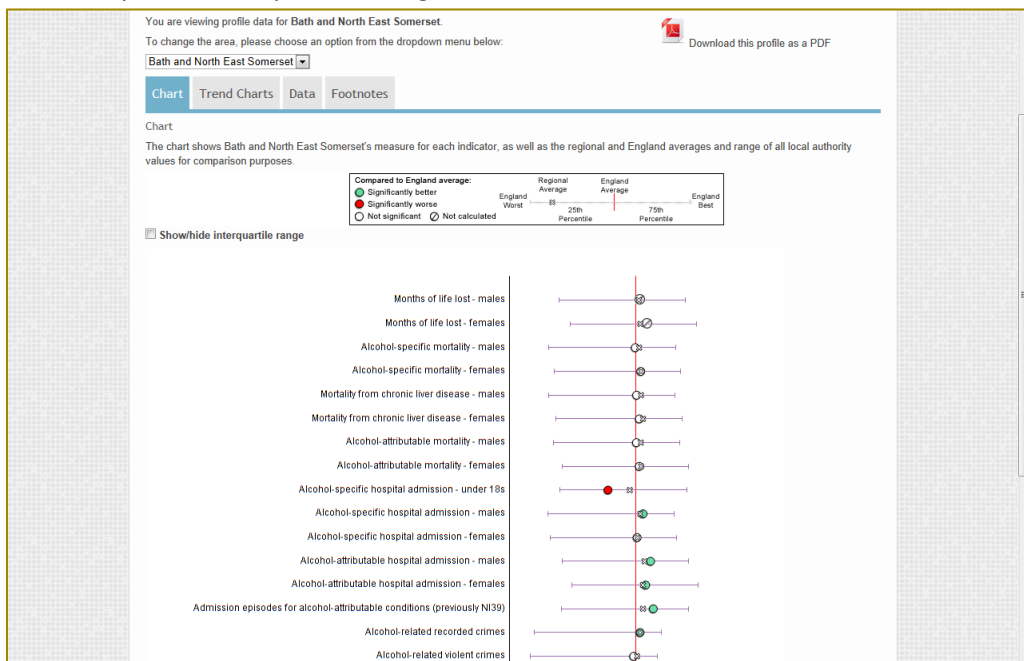 You are viewing profile data for Bath and North East Somerset.
To change the area, please choose an option from the dropdown menu below:
Download this profile as a PDF
Bath and North East Somerset
Chart
Trend Charts
Data
Footnotes
Chart
The chart shows Bath and North East Somerset's measure for each indicator, as well as the regional and England averages and range of all local authority
values for comparison purposes.
Compared to England average:
Significantly better
Significantly worse
Not significant
Not calculated
England
Worst
Regional
Average
England
Average
25th
Percentile
75th
Percentile
England
Best
Show/hide interquartile range
Months of life lost - males
Months of life lost - females
Alcohol-specific mortality - males
Alcohol-specific mortality - females
Mortality from chronic liver disease - males
Mortality from chronic liver disease - females
Alcohol-attributable mortality - males
Alcohol-attributable mortality - females
Alcohol-specific hospital admission - under 18s
Alcohol-specific hospital admission - males
Alcohol-specific hospital admission - females
Alcohol-attributable hospital admission - males
Alcohol-attributable hospital admission - females
Admission episodes for alcohol-attributable conditions (previously NI39)
Alcohol-related recorded crimes
Alcohol-related violent crimes